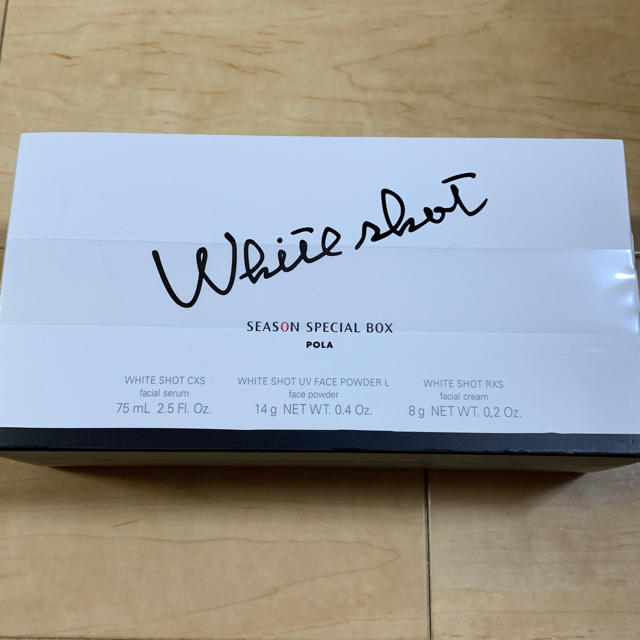 White shot
SEASON SPECIAL BOX
POLA
WHITE SHOT CXS
facial serum
75 mL 2.5 Fl. Oz.
WHITE SHOT UV FACE POWDER L
face powder
14 g NET WT. 0.4 Oz.
WHITE SHOT RXS
facial cream
8 g NET WT. 0.2 Oz.